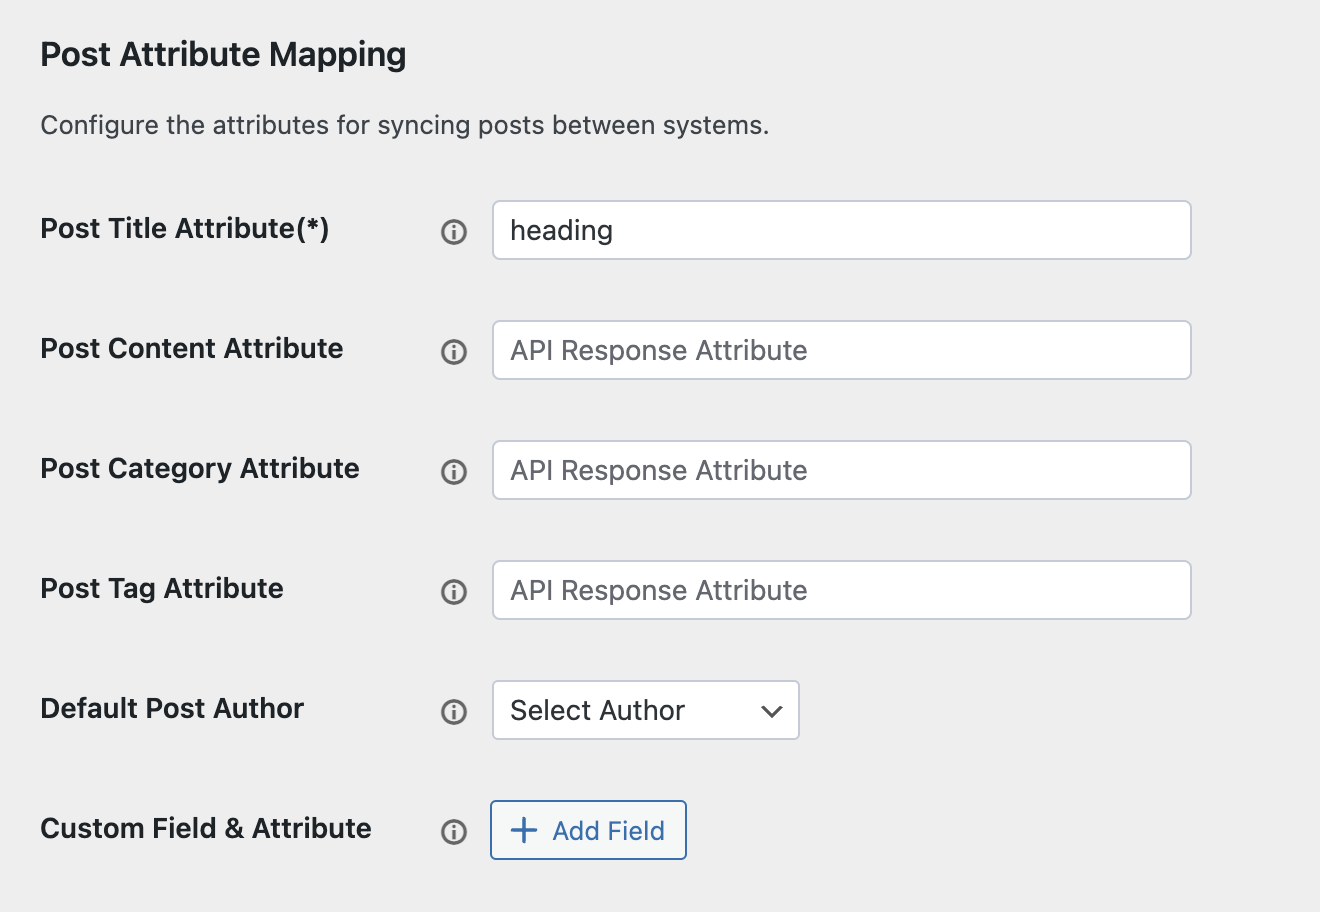 Post Attribute Mapping
Configure the attributes for syncing posts between systems.
Post Title Attribute(*)
heading
Post Content Attribute
API Response Attribute
Post Category Attribute
API Response Attribute
Post Tag Attribute
API Response Attribute
Default Post Author
Select Author
Custom Field & Attribute
Add Field